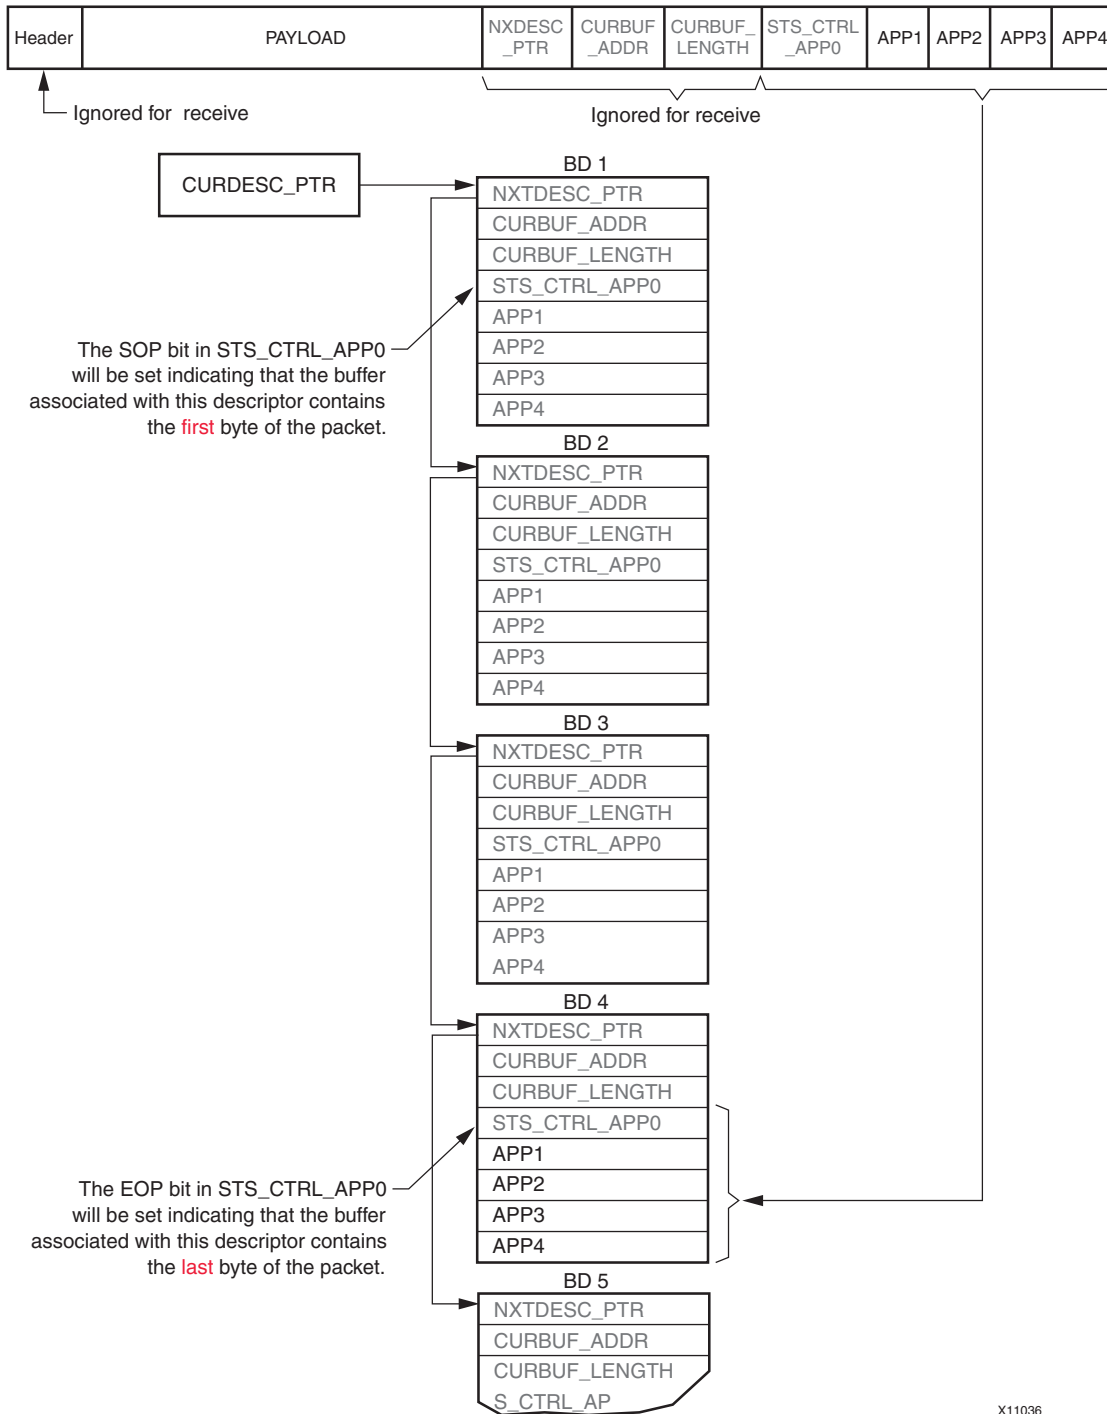 Header
PAYLOAD
NXDESC
_PTR
CURBUF
_ADDR
CURBUF_
LENGTH
STS_CTRL
_APP0
APP1
APP2
APP3
APP4
Ignored for receive
Ignored for receive
CURDESC_PTR
BD 1
NXTDESC_PTR
CURBUF_ADDR
CURBUF_LENGTH
STS_CTRL_APP0
APP1
APP2
APP3
APP4
The SOP bit in STS_CTRL_APP0
will be set indicating that the buffer
associated with this descriptor contains
the first byte of the packet.
BD 2
NXTDESC_PTR
CURBUF_ADDR
CURBUF_LENGTH
STS_CTRL_APP0
APP1
APP2
APP3
APP4
BD 3
NXTDESC_PTR
CURBUF_ADDR
CURBUF_LENGTH
STS_CTRL_APP0
APP1
APP2
APP3
APP4
BD 4
NXTDESC_PTR
CURBUF_ADDR
CURBUF_LENGTH
STS_CTRL_APP0
APP1
APP2
APP3
APP4
The EOP bit in STS_CTRL_APP0
will be set indicating that the buffer
associated with this descriptor contains
the last byte of the packet.
BD 5
NXTDESC_PTR
CURBUF_ADDR
CURBUF_LENGTH
S_CTRL_AP
X11036